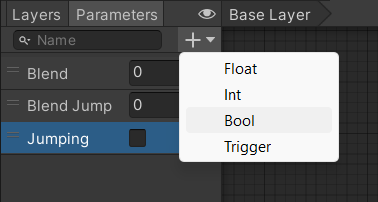 Layers Parameters Base Layer
Name
Blend 0
Blend Jump 0
Jumping
Float
Int
Bool
Trigger